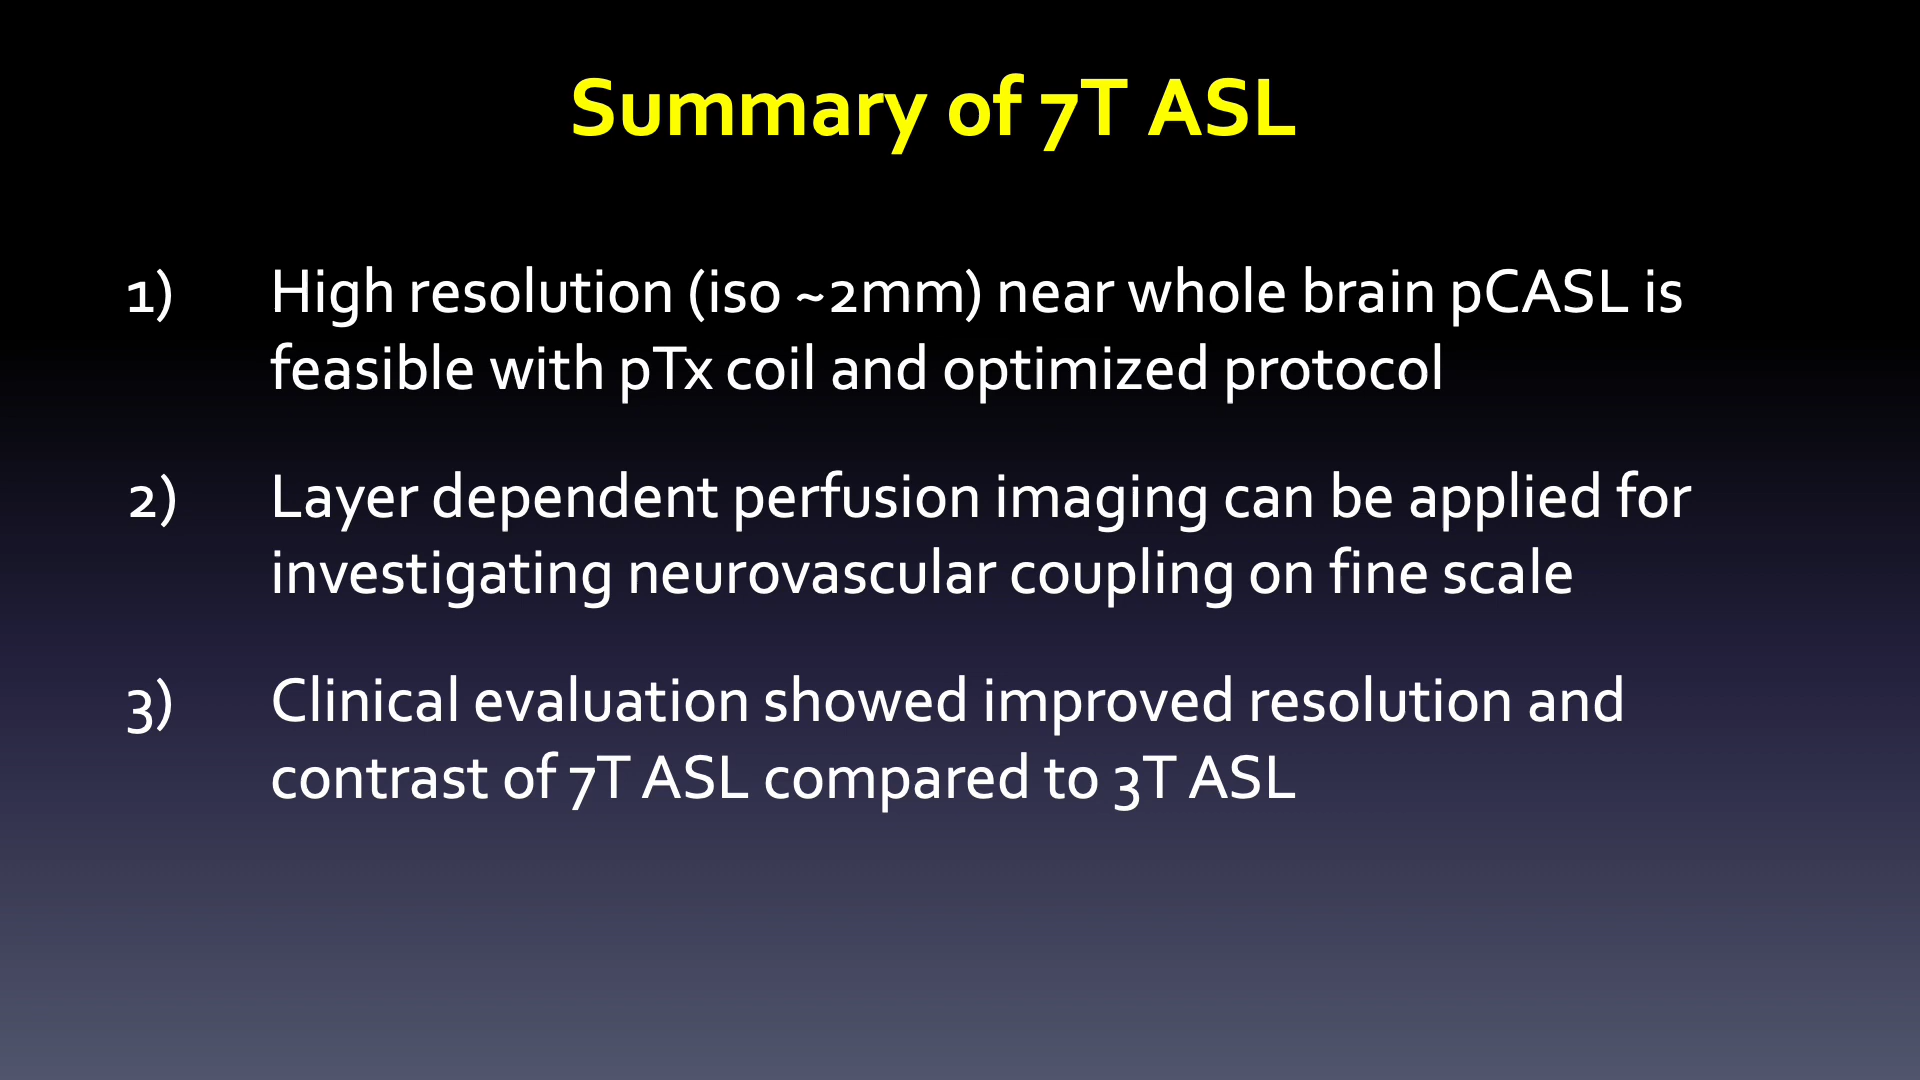 Summary of 7T ASL
1) High resolution (iso ~2mm) near whole brain pCASL is
feasible with pTx coil and optimized protocol
2) Layer dependent perfusion imaging can be applied for
investigating neurovascular coupling on fine scale
3) Clinical evaluation showed improved resolution and
contrast of 7T ASL compared to 3T ASL